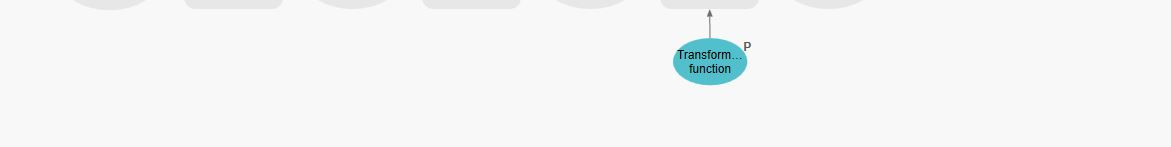 P
Transform…
function